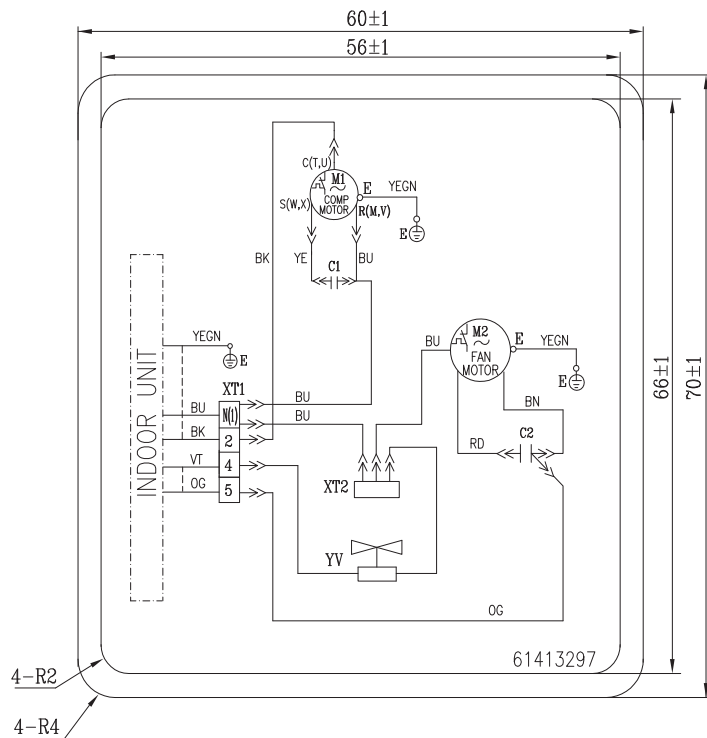 60±1
56±1
C(T,U)
M1
S(W,X)
COMP
MOTOR
E
YEGN
R(M,V)
E
BK
YE
BU
C1
INDOOR UNIT
YEGN
E
XT1
BU
N(1)
BU
BU
BK
2
VT
4
OG
5
BU
M2
FAN
MOTOR
E
YEGN
E
BN
RD
C2
XT2
YV
OG
66±1
70±1
61413297
4-R2
4-R4